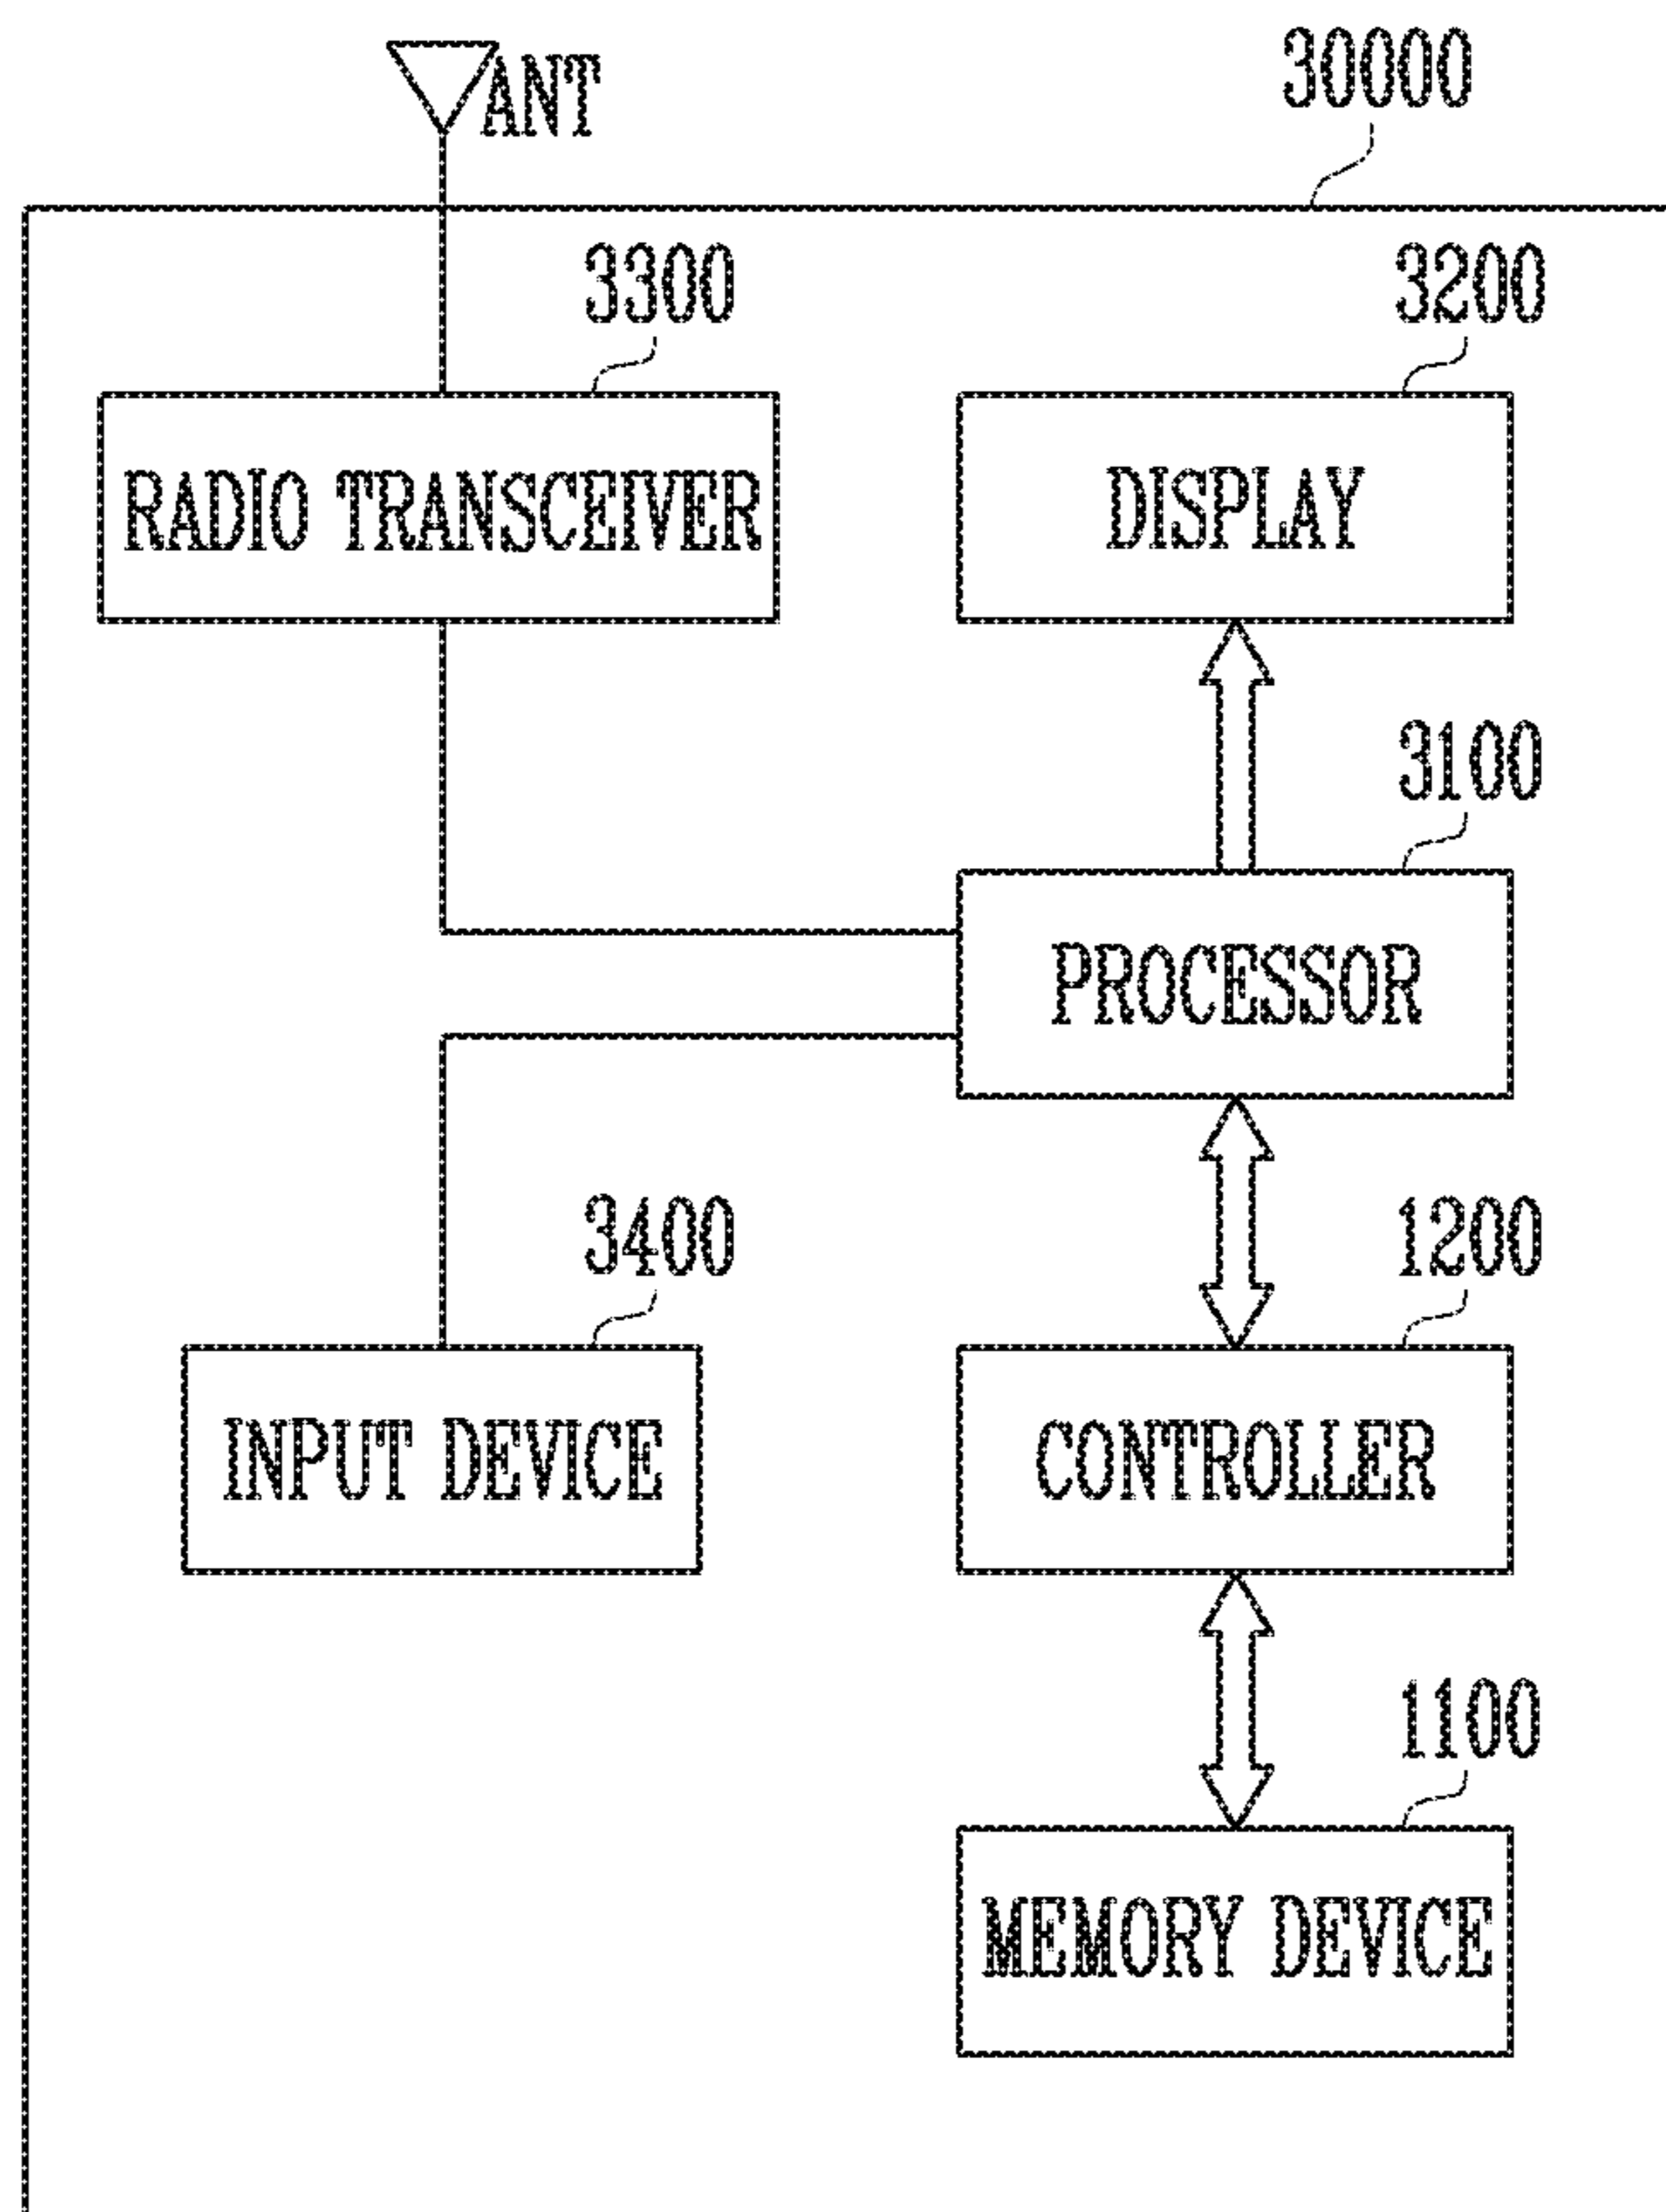 30000
ANT
3300
3200
RADIO TRANSCEIVER
DISPLAY
3100
PROCESSOR
3400
1200
INPUT DEVICE
CONTROLLER
1100
MEMORY DEVICE